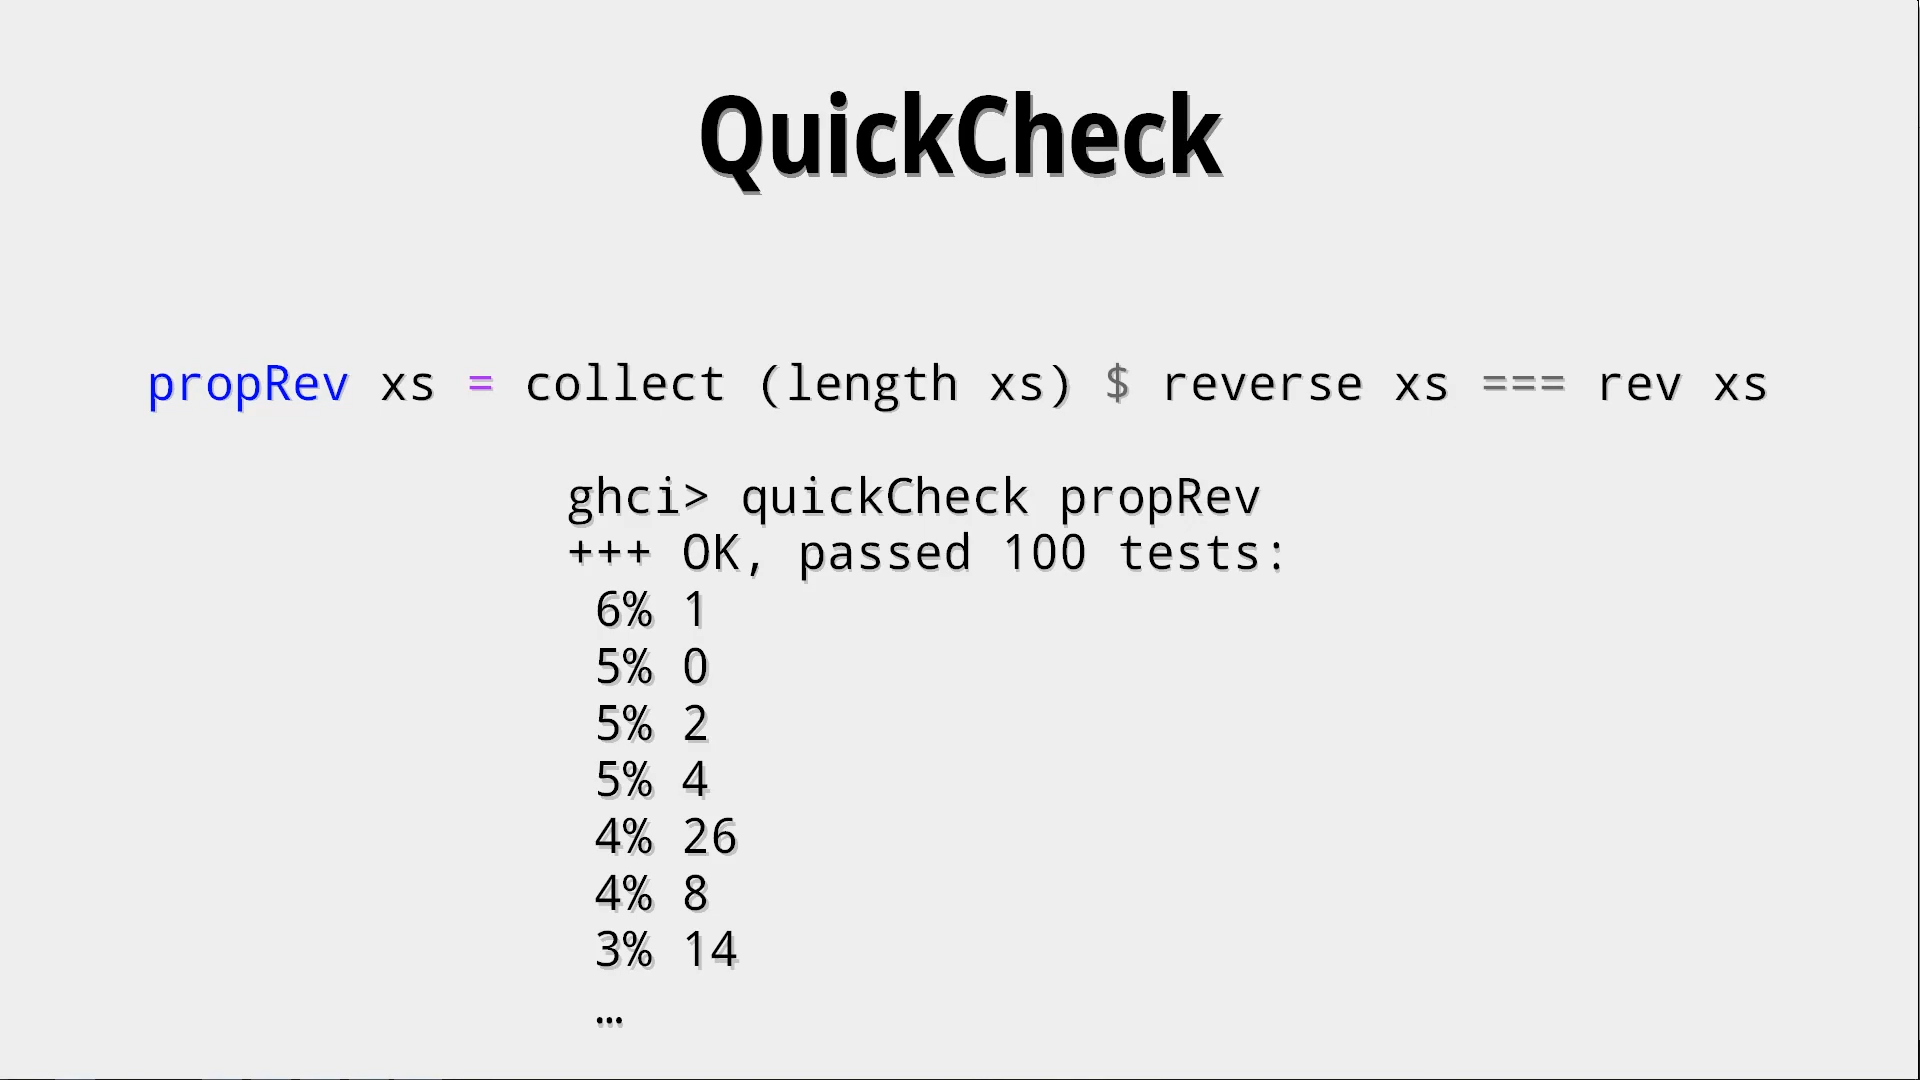 QuickCheck
propRev xs = collect (length xs) $ reverse xs === rev xs
ghci> quickCheck propRev
+++ OK, passed 100 tests:
6% 1
5% 0
5% 2
5% 4
4% 26
4% 8
3% 14
…